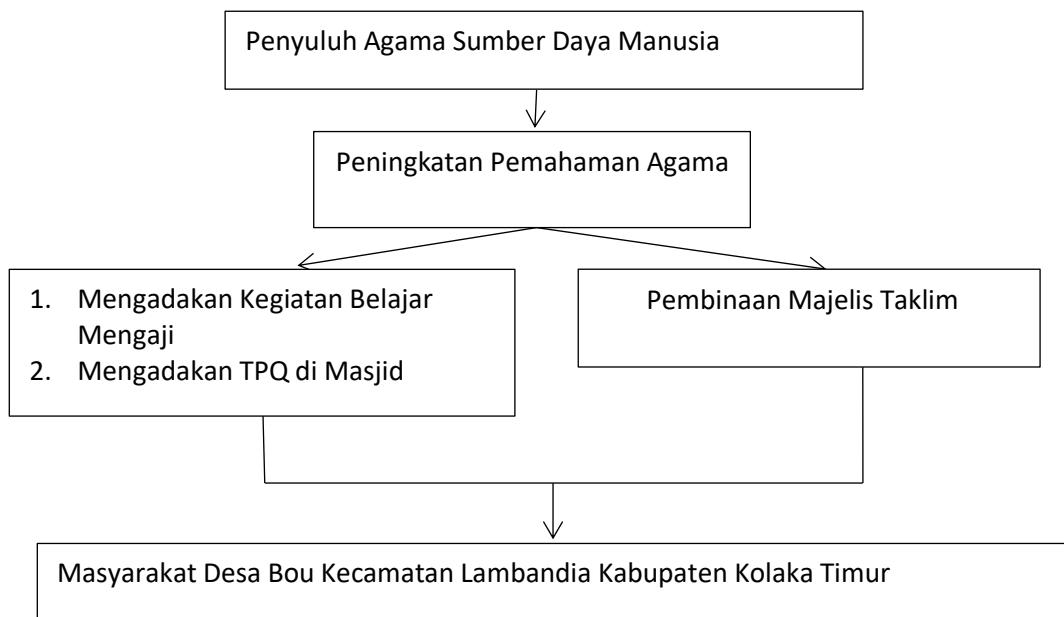 Penyuluh Agama Sumber Daya Manusia
Peningkatan Pemahaman Agama
1. Mengadakan Kegiatan Belajar
Mengaji
2. Mengadakan TPQ di Masjid
Pembinaan Majelis Taklim
Masyarakat Desa Bou Kecamatan Lambandia Kabupaten Kolaka Timur